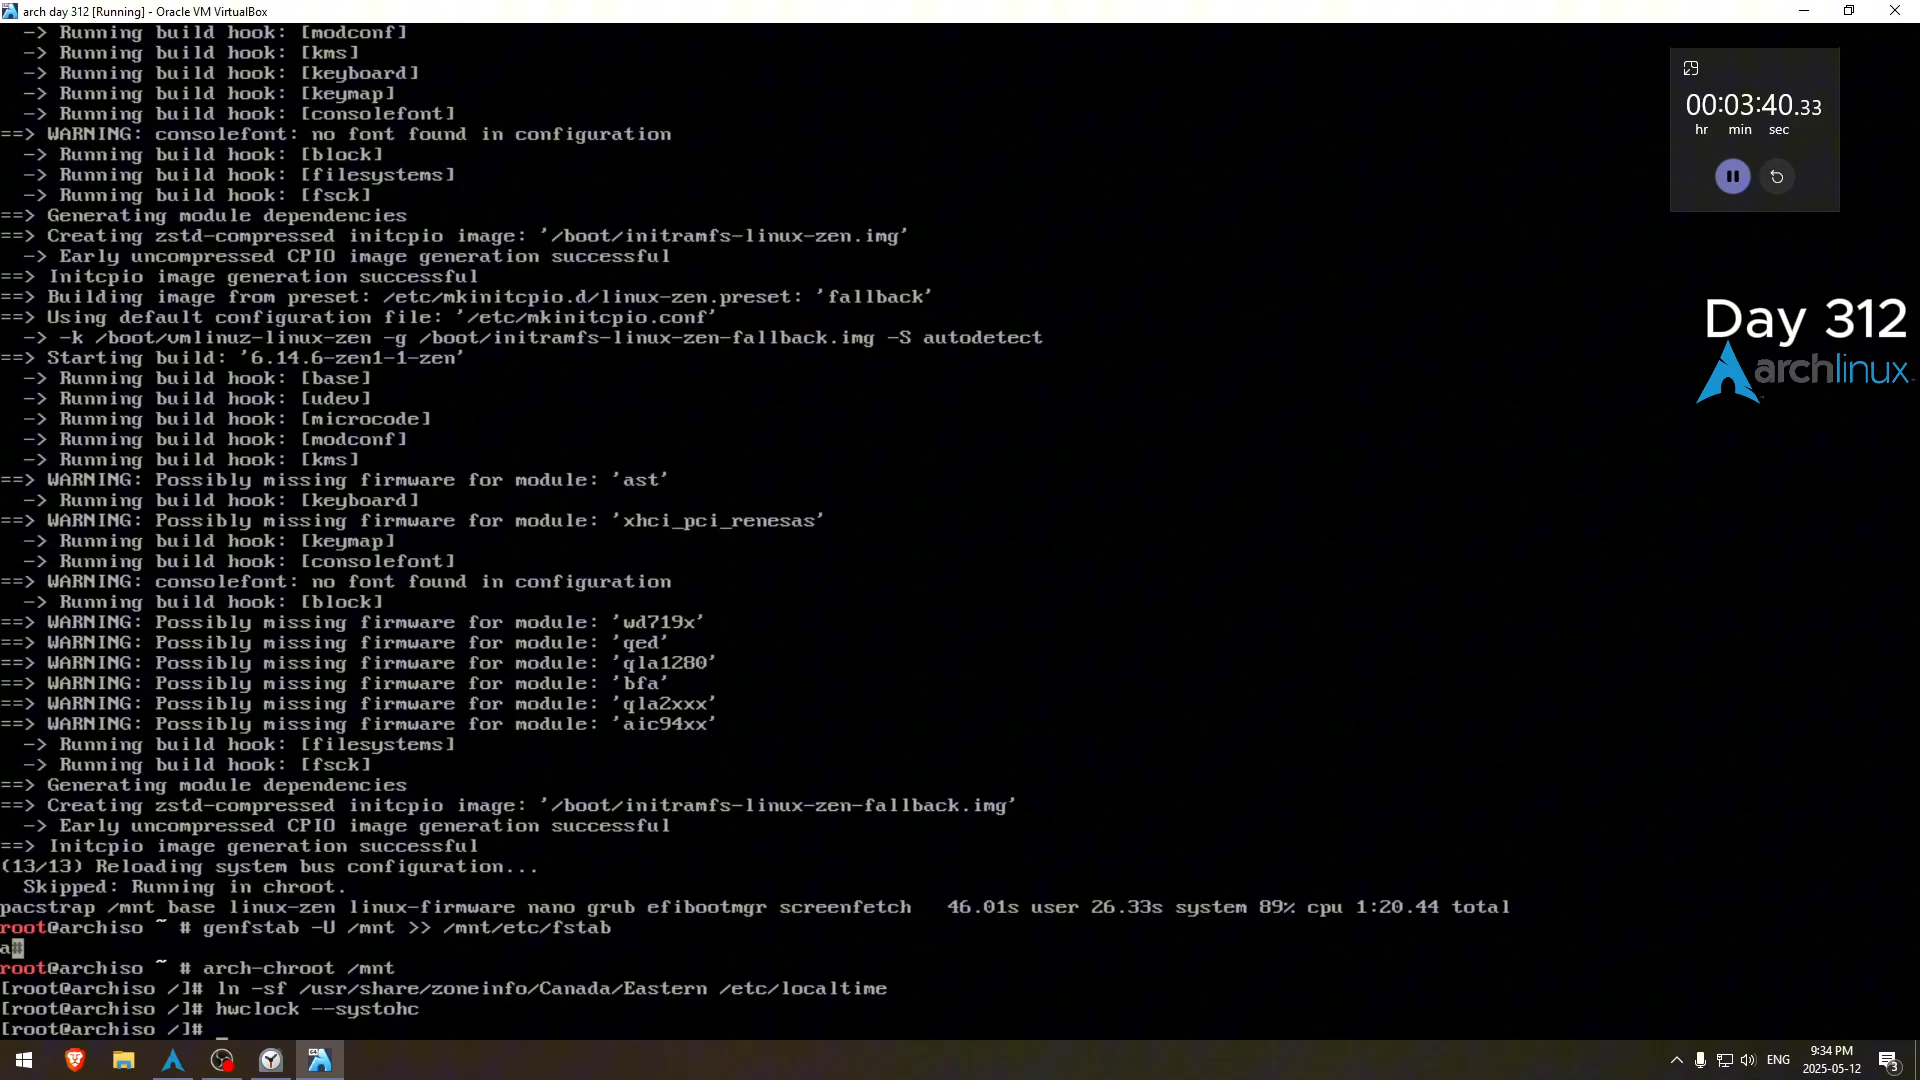 arch day 312 [Running] - Oracle VM VirtualBox
-> Running build hook: [modconf]
-> Running build hook: [kms]
-> Running build hook: [keyboard]
-> Running build hook: [keymap]
-> Running build hook: [consolefont]
==> WARNING: consolefont: no font found in configuration
-> Running build hook: [block]
-> Running build hook: [filesystems]
-> Running build hook: [fsck]
==> Generating module dependencies
==> Creating zstd-compressed initcpio image: '/boot/initramfs-linux-zen.img'
-> Early uncompressed CPIO image generation successful
==> Initcpio image generation successful
==> Building image from preset: /etc/mkinitcpio.d/linux-zen.preset: 'fallback'
==> Using default configuration file: '/etc/mkinitcpio.conf'
-> -k /boot/vmlinuz-linux-zen -g /boot/initramfs-linux-zen-fallback.img -S autodetect
==> Starting build: '6.14.6-zen1-1-zen'
-> Running build hook: [base]
-> Running build hook: [udev]
-> Running build hook: [microcode]
-> Running build hook: [modconf]
-> Running build hook: [kms]
==> WARNING: Possibly missing firmware for module: 'ast'
-> Running build hook: [keyboard]
==> WARNING: Possibly missing firmware for module: 'xhci_pci_renesas'
-> Running build hook: [keymap]
-> Running build hook: [consolefont]
==> WARNING: consolefont: no font found in configuration
-> Running build hook: [block]
==> WARNING: Possibly missing firmware for module: 'wd719x'
==> WARNING: Possibly missing firmware for module: 'qed'
==> WARNING: Possibly missing firmware for module: 'qla1280'
==> WARNING: Possibly missing firmware for module: 'bfa'
==> WARNING: Possibly missing firmware for module: 'qla2xxx'
==> WARNING: Possibly missing firmware for module: 'aic94xx'
-> Running build hook: [filesystems]
-> Running build hook: [fsck]
==> Generating module dependencies
==> Creating zstd-compressed initcpio image: '/boot/initramfs-linux-zen-fallback.img'
-> Early uncompressed CPIO image generation successful
==> Initcpio image generation successful
(13/13) Reloading system bus configuration...
Skipped: Running in chroot.
pacstrap /mnt base linux-zen linux-firmware nano grub efibootmgr screenfetch 46.01s user 26.33s system 89% cpu 1:20.44 total
root@archiso ~ # genfstab -U /mnt >> /mnt/etc/fstab
a#
root@archiso ~ # arch-chroot /mnt
[root@archiso /]# ln -sf /usr/share/zoneinfo/Canada/Eastern /etc/localtime
[root@archiso /]# hwclock --systohc
[root@archiso /]# _
00:03:40.33
hr min sec
Day 312
archlinux
ENG
9:34 PM
2025-05-12
3